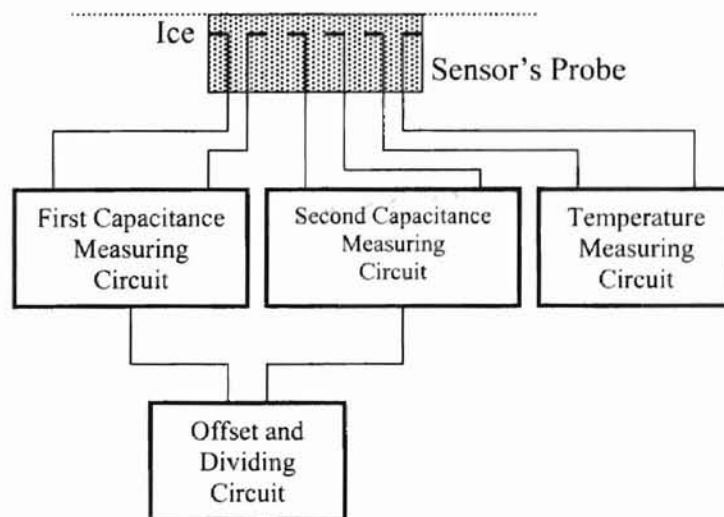 Ice
Sensor's Probe
First Capacitance
Measuring
Circuit
Second Capacitance
Measuring
Circuit
Temperature
Measuring
Circuit
Offset and
Dividing
Circuit